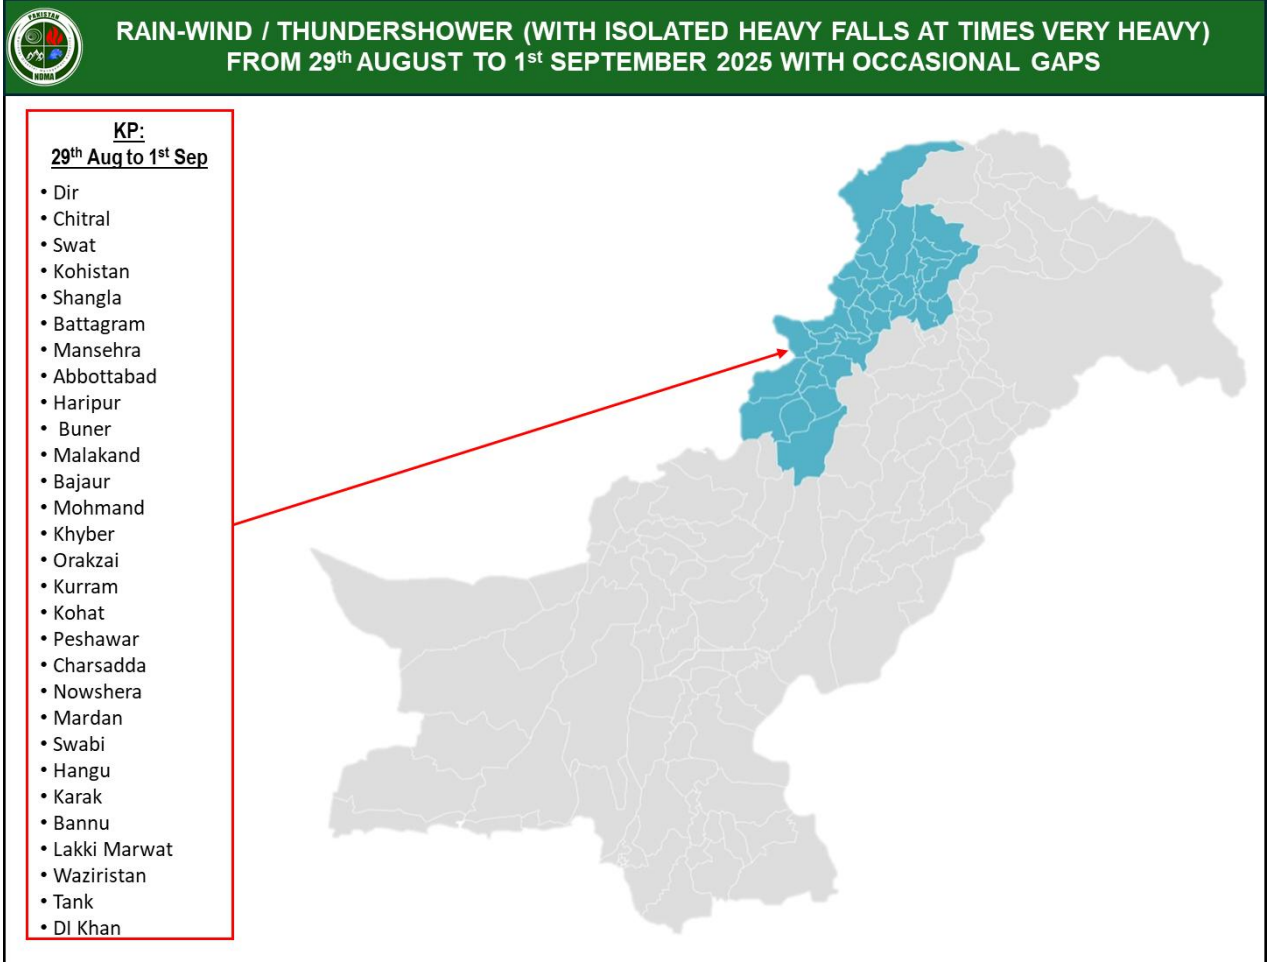 PAKISTAN
NDMA
RAIN-WIND / THUNDERSHOWER (WITH ISOLATED HEAVY FALLS AT TIMES VERY HEAVY)
FROM 29th AUGUST TO 1st SEPTEMBER 2025 WITH OCCASIONAL GAPS
KP:
29th Aug to 1st Sep
• Dir
• Chitral
• Swat
• Kohistan
• Shangla
• Battagram
• Mansehra
• Abbottabad
• Haripur
• Buner
• Malakand
• Bajaur
• Mohmand
• Khyber
• Orakzai
• Kurram
• Kohat
• Peshawar
• Charsadda
• Nowshera
• Mardan
• Swabi
• Hangu
• Karak
• Bannu
• Lakki Marwat
• Waziristan
• Tank
• DI Khan